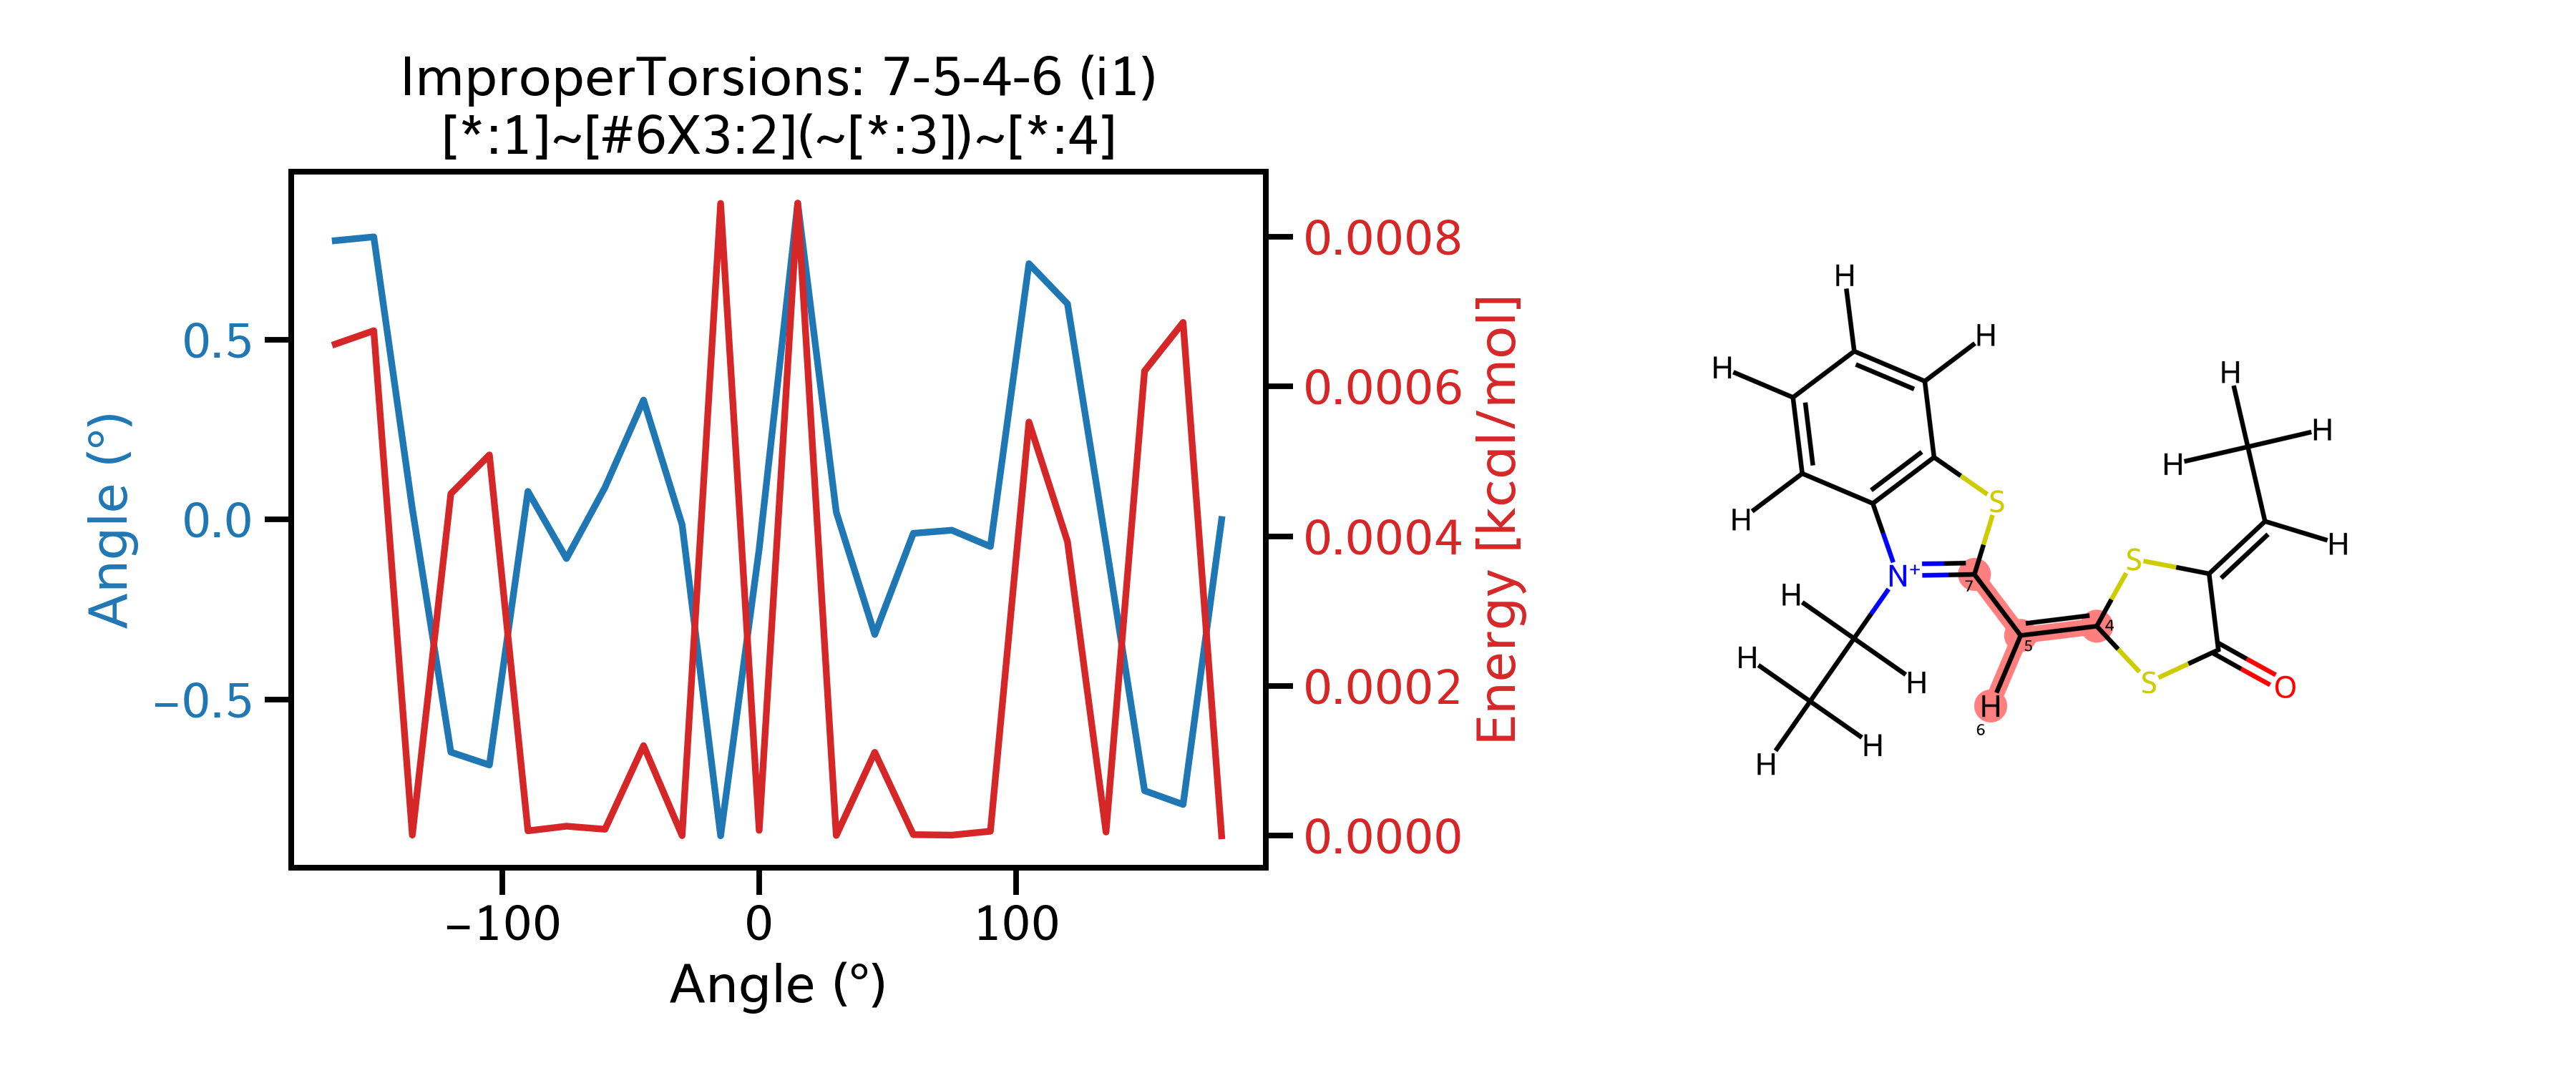 ImproperTorsions: 7-5-4-6 (i1)
[*:1]~[#6X3:2](~[*:3])~[*:4]
Angle (°)
0.5
0.0
−0.5
0.0008
0.0006
0.0004
0.0002
0.0000
Energy [kcal/mol]
−100
0
100
Angle (°)
H
H
H
H
H
H
H
S
H
S
H
N+
7
H
4
5
H
H
S
O
H
6
H
H